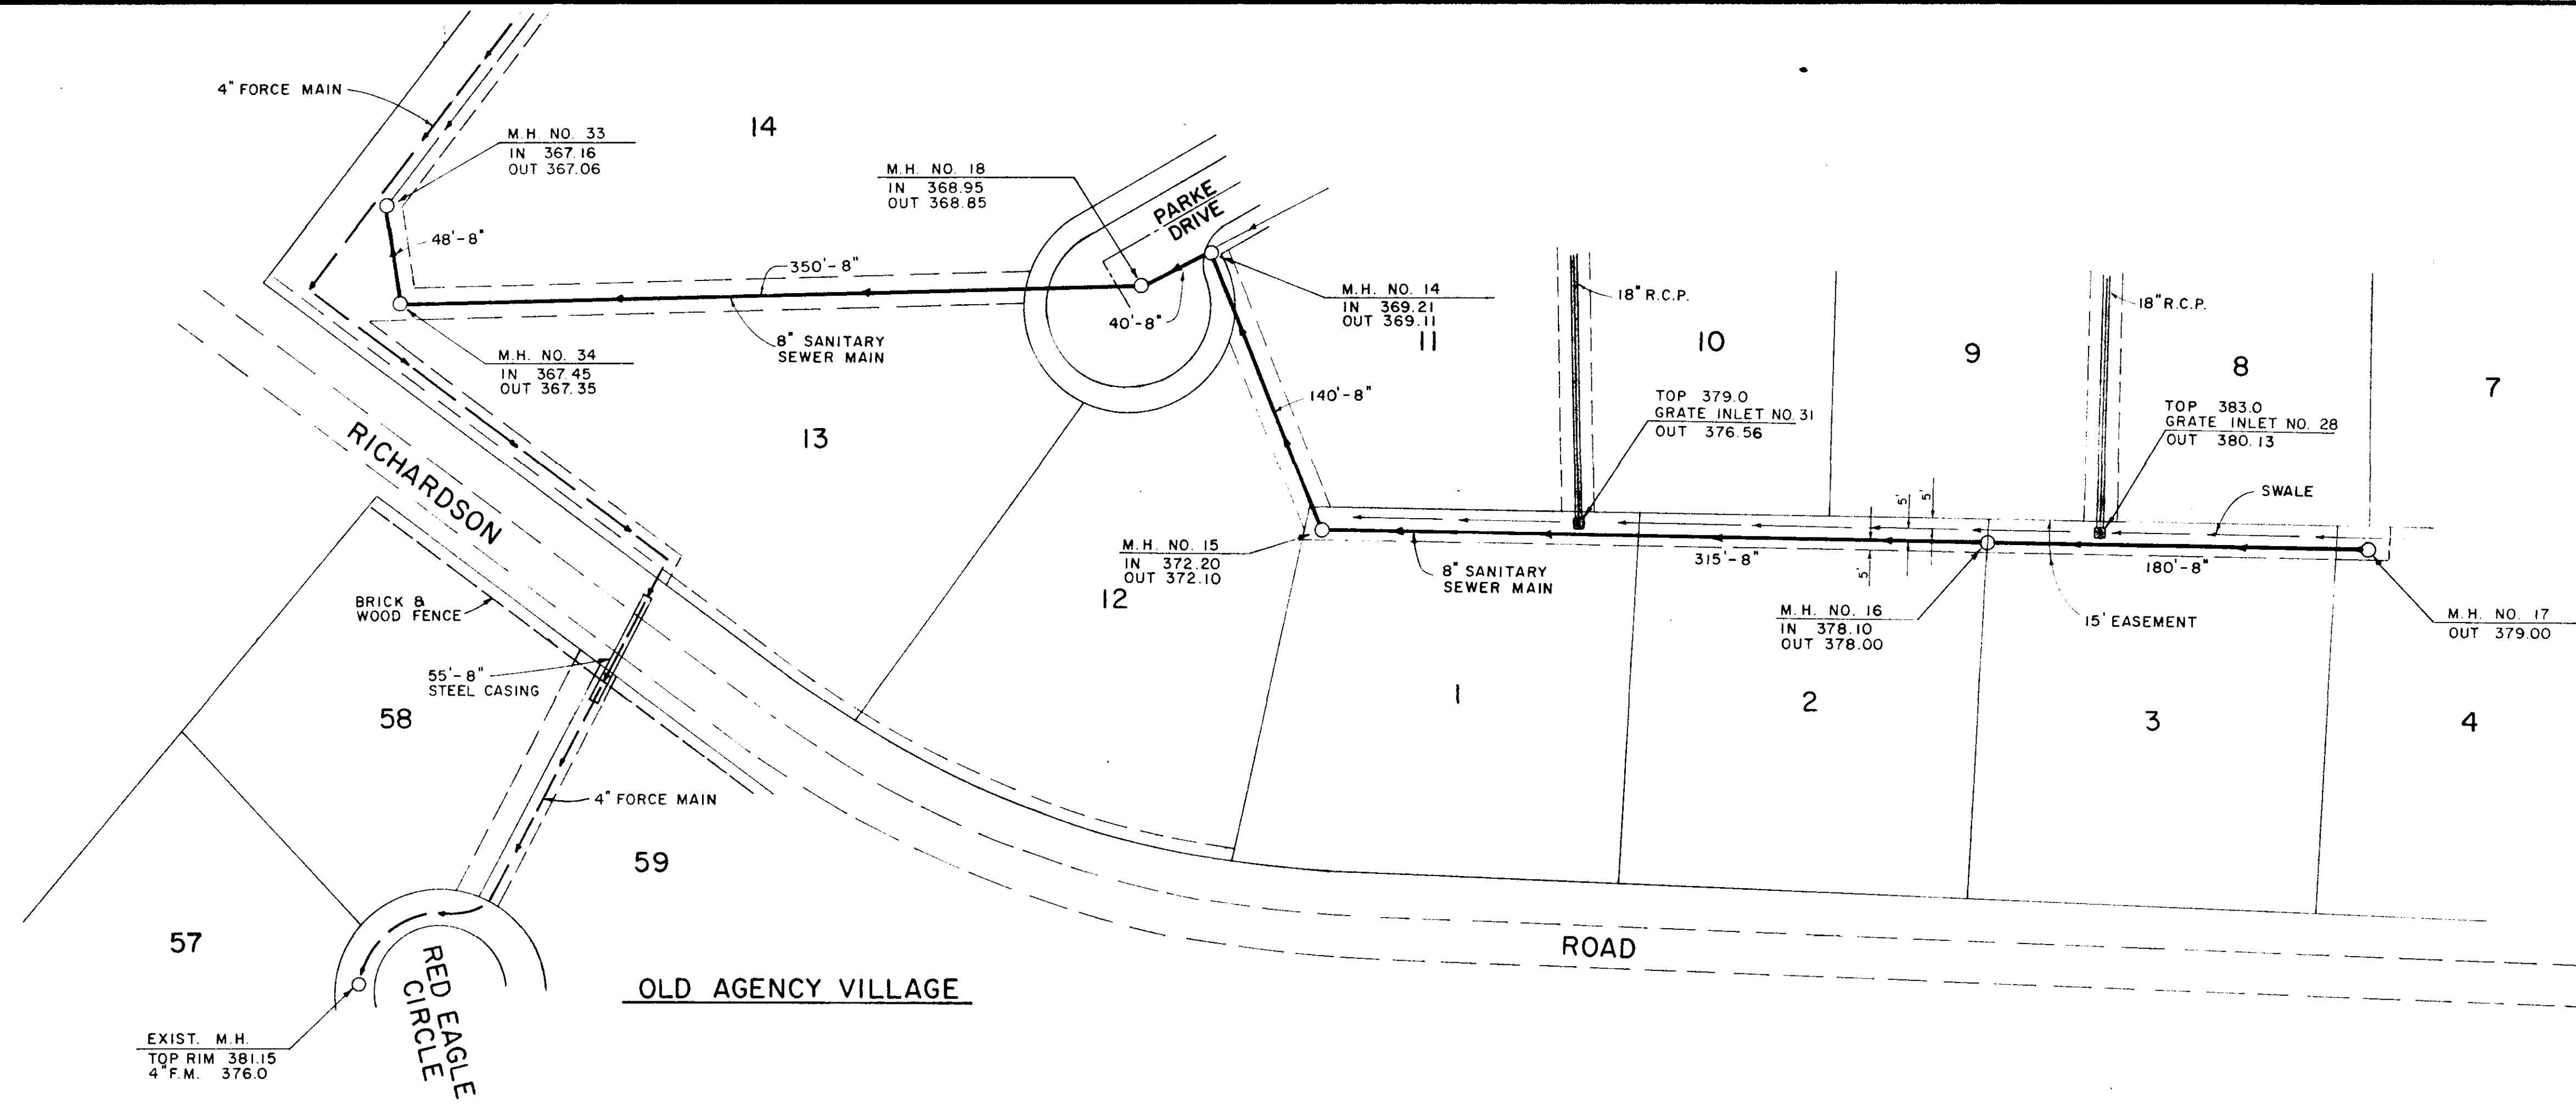 4" FORCE MAIN
M.H. NO. 33
IN 367.16
OUT 367.06
14
M.H. NO. 18
IN 368.95
OUT 368.85
PARKE
DRIVE
48'-8"
350'-8"
40'-8"
8" SANITARY
SEWER MAIN
M.H. NO. 34
IN 367.45
OUT 367.35
M.H. NO. 14
IN 369.21
OUT 369.11
11
18" R.C.P.
10
9
18" R.C.P.
8
7
140'-8"
TOP 379.0
GRATE INLET NO. 31
OUT 376.56
TOP 383.0
GRATE INLET NO. 28
OUT 380.13
SWALE
13
RICHARDSON
5'
5'
5'
M.H. NO. 15
IN 372.20
OUT 372.10
12
8" SANITARY
SEWER MAIN
315'-8"
180'-8"
M.H. NO. 16
IN 378.10
OUT 378.00
15' EASEMENT
M.H. NO. 17
OUT 379.00
BRICK &
WOOD FENCE
55'-8"
STEEL CASING
58
1
2
3
4
4" FORCE MAIN
59
57
RED EAGLE
CIRCLE
OLD AGENCY VILLAGE
ROAD
EXIST. M.H.
TOP RIM 381.15
4" F.M. 376.0